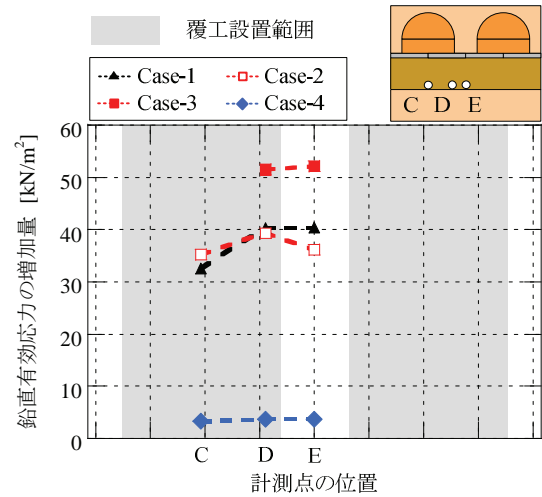 覆工設置範囲
Case-1
Case-2
Case-3
Case-4
C D E
鉛直有効応力の増加量 [kN/m²]
60
50
40
30
20
10
0
C D E
計測点の位置